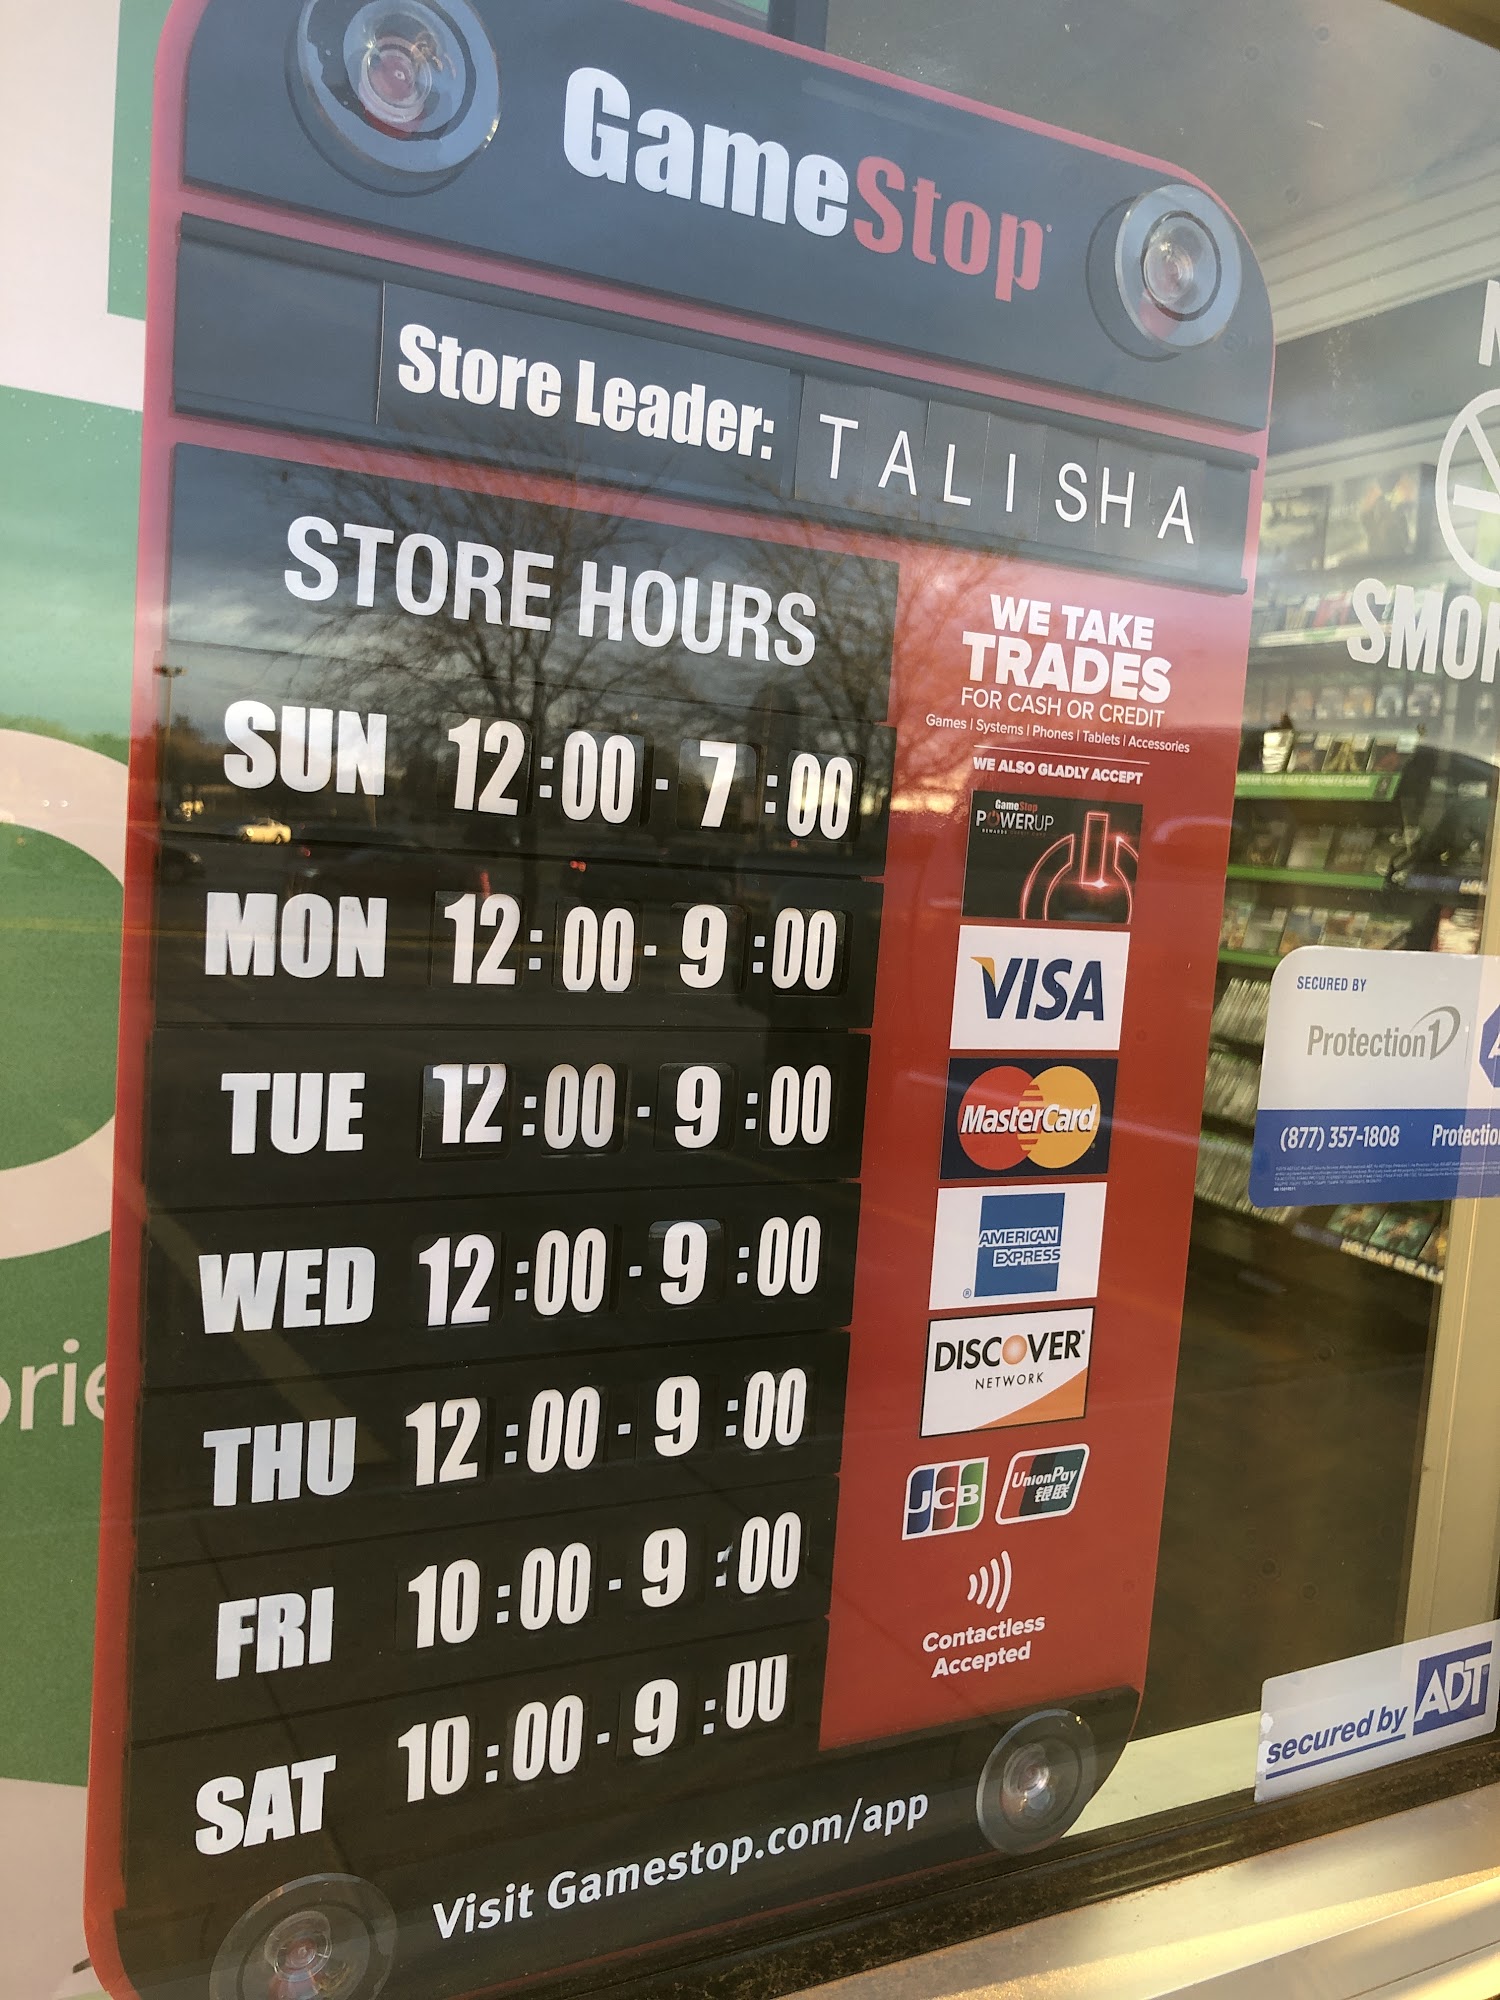 GameStop
Store Leader: TALISHA
STORE HOURS
SUN 12:00 - 7:00
MON 12:00 - 9:00
TUE 12:00 - 9:00
WED 12:00 - 9:00
THU 12:00 - 9:00
FRI 10:00 - 9:00
SAT 10:00 - 9:00
Visit Gamestop.com/app
WE TAKE
TRADES
FOR CASH OR CREDIT
Games | Systems | Phones | Tablets | Accessories
WE ALSO GLADLY ACCEPT
GameStop
POWERUP
VISA
MasterCard
AMERICAN
EXPRESS
DISCOVER
NETWORK
JCB
UnionPay
银联
Contactless
Accepted
SECURED BY
Protection1
(877) 357-1808
secured by ADT